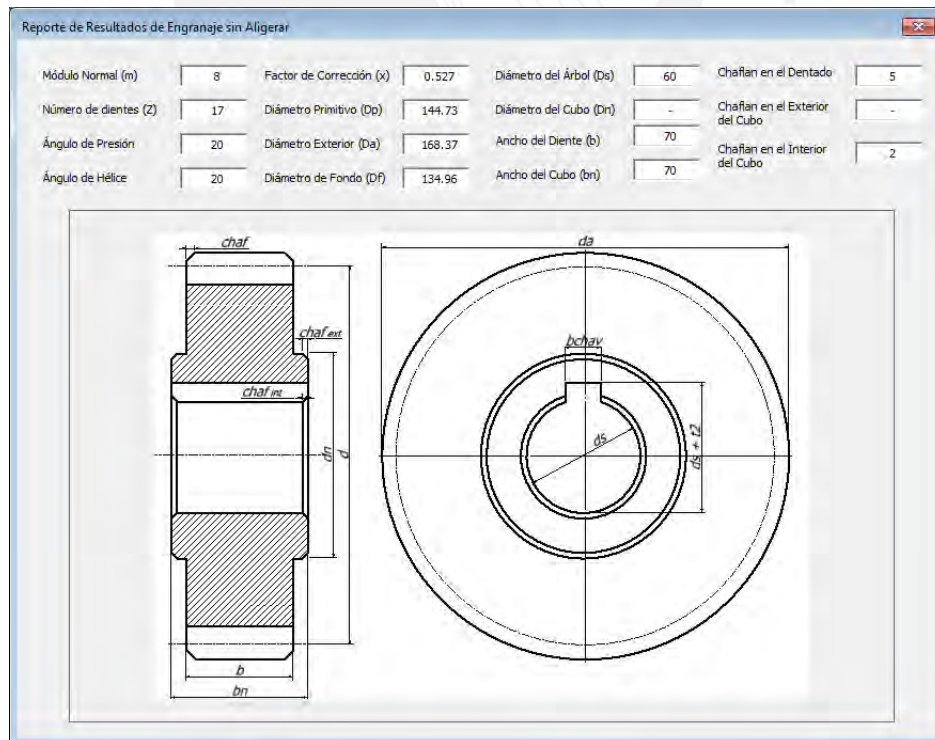 Reporte de Resultados de Engranaje sin Aligerar
Módulo Normal (m) 8 Factor de Corrección (x) 0.527 Diámetro del Árbol (Ds) 60 Chaflan en el Dentado 5
Número de dientes (Z) 17 Diámetro Primitivo (Dp) 144.73 Diámetro del Cubo (Dn) - Chaflan en el Exterior
del Cubo -
Ángulo de Presión 20 Diámetro Exterior (Da) 168.37 Ancho del Diente (b) 70 Chaflan en el Interior
del Cubo 2
Ángulo de Hélice 20 Diámetro de Fondo (Df) 134.96 Ancho del Cubo (bn) 70
chaf
da
chaf ext
bchav
chaf int
ds
dn
d
ds + t2
b
bn